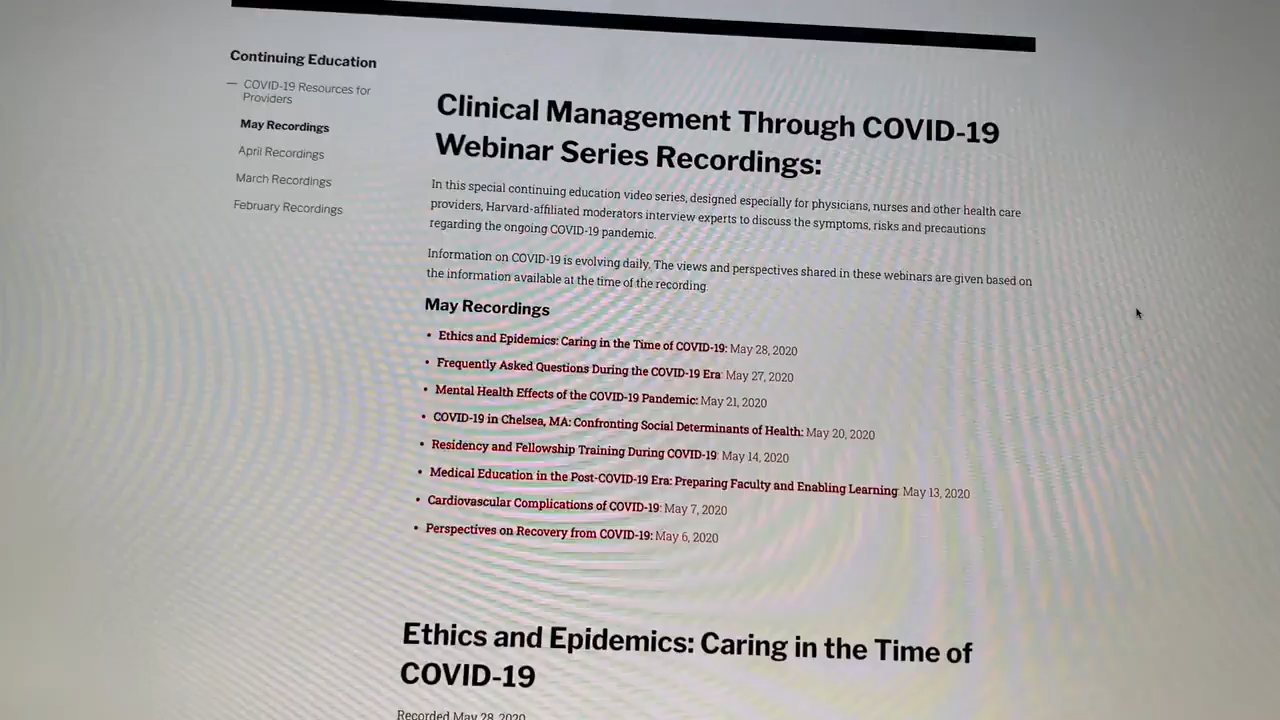 Continuing Education
— COVID-19 Resources for
Providers
May Recordings
April Recordings
March Recordings
February Recordings
Clinical Management Through COVID-19
Webinar Series Recordings:
In this special continuing education video series, designed especially for physicians, nurses and other health care
providers, Harvard-affiliated moderators interview experts to discuss the symptoms, risks and precautions
regarding the ongoing COVID-19 pandemic.
Information on COVID-19 is evolving daily. The views and perspectives shared in these webinars are given based on
the information available at the time of the recording.
May Recordings
• Ethics and Epidemics: Caring in the Time of COVID-19: May 28, 2020
• Frequently Asked Questions During the COVID-19 Era: May 27, 2020
• Mental Health Effects of the COVID-19 Pandemic: May 21, 2020
• COVID-19 in Chelsea, MA: Confronting Social Determinants of Health: May 20, 2020
• Residency and Fellowship Training During COVID-19: May 14, 2020
• Medical Education in the Post-COVID-19 Era: Preparing Faculty and Enabling Learning: May 13, 2020
• Cardiovascular Complications of COVID-19: May 7, 2020
• Perspectives on Recovery from COVID-19: May 6, 2020
Ethics and Epidemics: Caring in the Time of
COVID-19
Recorded May 28, 2020